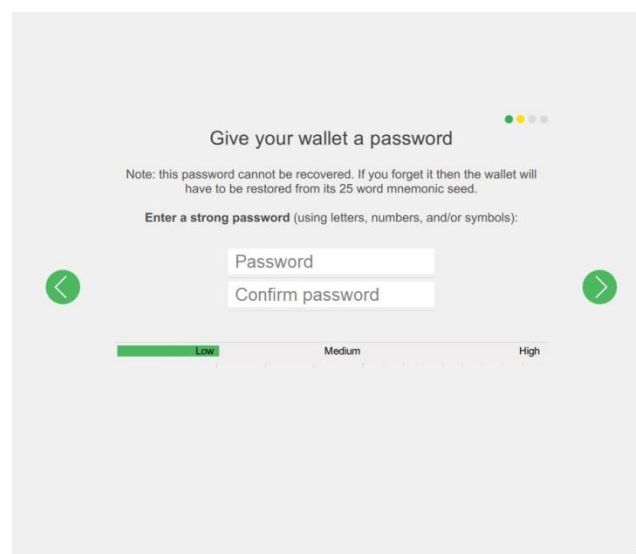 Give your wallet a password
Note: this password cannot be recovered. If you forget it then the wallet will
have to be restored from its 25 word mnemonic seed.
Enter a strong password (using letters, numbers, and/or symbols):
Password
Confirm password
Low Medium High